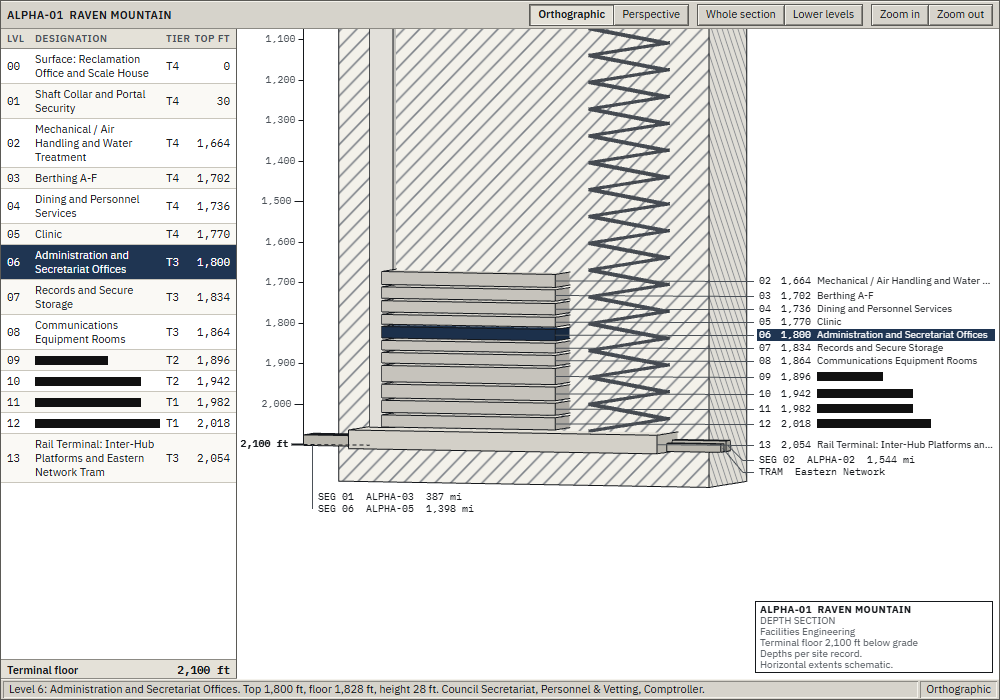 ALPHA-01 RAVEN MOUNTAIN
Orthographic Perspective Whole section Lower levels Zoom in Zoom out
LVL DESIGNATION TIER TOP FT
00 Surface: Reclamation Office and Scale House T4 0
01 Shaft Collar and Portal Security T4 30
02 Mechanical / Air Handling and Water Treatment T4 1,664
03 Berthing A-F T4 1,702
04 Dining and Personnel Services T4 1,736
05 Clinic T4 1,770
06 Administration and Secretariat Offices T3 1,800
07 Records and Secure Storage T3 1,834
08 Communications Equipment Rooms T3 1,864
09 T2 1,896
10 T2 1,942
11 T1 1,982
12 T1 2,018
13 Rail Terminal: Inter-Hub Platforms and Eastern Network Tram T3 2,054
Terminal floor 2,100 ft
1,100
1,200
1,300
1,400
1,500
1,600
1,700
1,800
1,900
2,000
2,100 ft
02 1,664 Mechanical / Air Handling and Water ...
03 1,702 Berthing A-F
04 1,736 Dining and Personnel Services
05 1,770 Clinic
06 1,800 Administration and Secretariat Offices
07 1,834 Records and Secure Storage
08 1,864 Communications Equipment Rooms
09 1,896
10 1,942
11 1,982
12 2,018
13 2,054 Rail Terminal: Inter-Hub Platforms an...
SEG 02 ALPHA-02 1,544 mi
TRAM Eastern Network
SEG 01 ALPHA-03 387 mi
SEG 06 ALPHA-05 1,398 mi
ALPHA-01 RAVEN MOUNTAIN
DEPTH SECTION
Facilities Engineering
Terminal floor 2,100 ft below grade
Depths per site record.
Horizontal extents schematic.
Level 6: Administration and Secretariat Offices. Top 1,800 ft, floor 1,828 ft, height 28 ft. Council Secretariat, Personnel & Vetting, Comptroller.
Orthographic